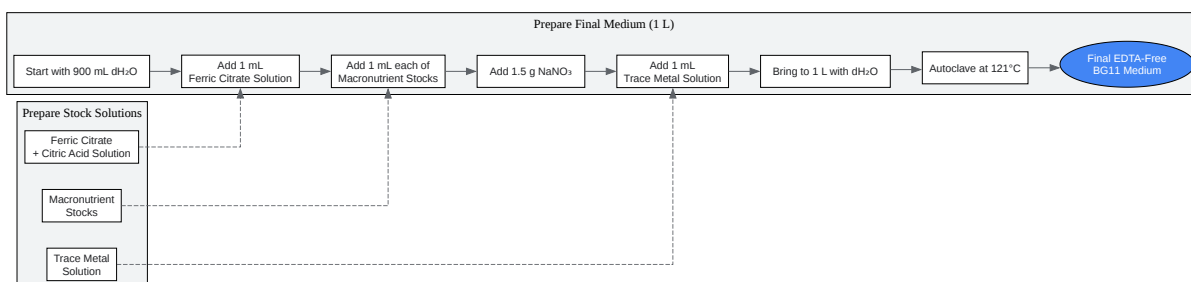 Prepare Final Medium (1 L)
Start with 900 mL dH₂O
Add 1 mL
Ferric Citrate Solution
Add 1 mL each of
Macronutrient Stocks
Add 1.5 g NaNO₃
Add 1 mL
Trace Metal Solution
Bring to 1 L with dH₂O
Autoclave at 121°C
Final EDTA-Free
BG11 Medium
Prepare Stock Solutions
Ferric Citrate
+ Citric Acid Solution
Macronutrient
Stocks
Trace Metal
Solution